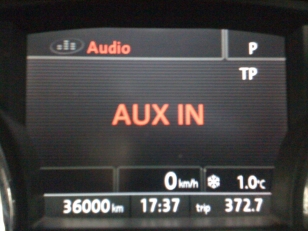 Audio P
TP
AUX IN
0 km/h 1.0°C
36000 km 17:37 trip 372.7